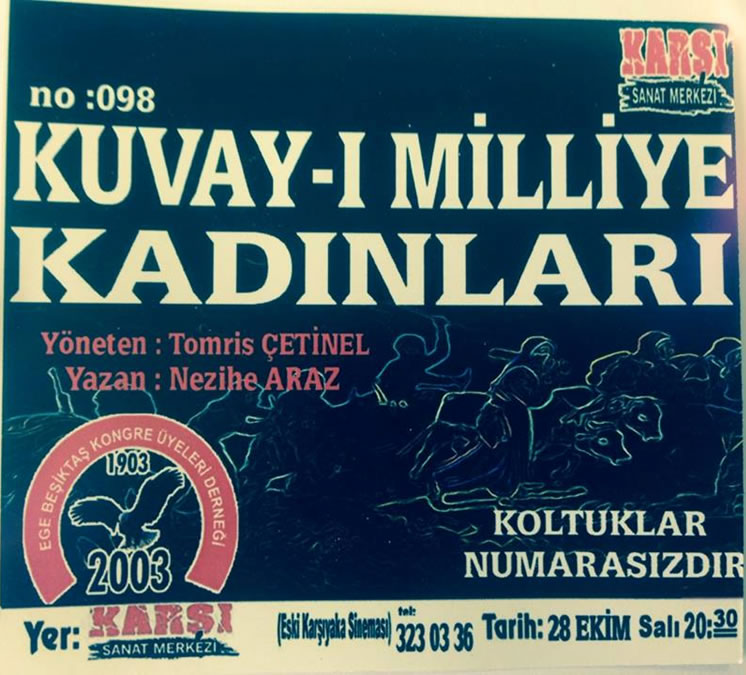 KARŞI
SANAT MERKEZİ
no :098
KUVAY-I MİLLİYE
KADINLARI
Yöneten : Tomris ÇETİNEL
Yazan : Nezihe ARAZ
EGE BEŞİKTAŞ KONGRE ÜYELERİ DERNEĞİ
1903
2003
KOLTUKLAR
NUMARASIZDIR
Yer: KARŞI SANAT MERKEZİ (Eski Karşıyaka Sineması) tel: 323 03 36 Tarih: 28 EKİM Salı 20:30